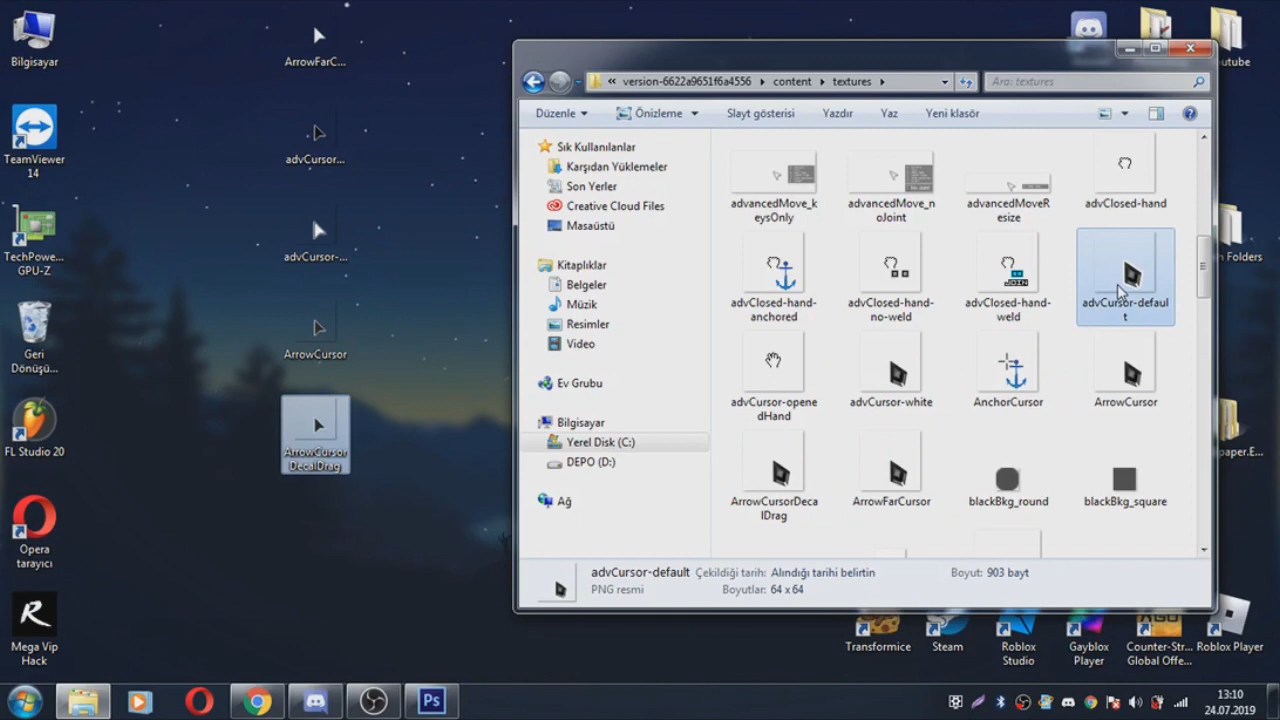 Bilgisayar
TeamViewer
14
TechPowe...
GPU-Z
Geri
Dönüşü...
FL Studio 20
Opera
tarayıcı
Mega Vip
Hack
ArrowFarC...
advCursor...
advCursor-...
ArrowCursor
ArrowCursor
DecalDrag
« version-6622a9651f6a4556 content textures
Ara: textures
Düzenle Önizleme Slayt gösterisi Yazdır Yaz Yeni klasör
Sık Kullanılanlar
Karşıdan Yüklemeler
Son Yerler
Creative Cloud Files
Masaüstü
Kitaplıklar
Belgeler
Müzik
Resimler
Video
Ev Grubu
Bilgisayar
Yerel Disk (C:)
DEPO (D:)
Ağ
advancedMove_k
eysOnly
advancedMove_n
oJoint
advancedMoveR
esize
advClosed-hand
advClosed-hand-
anchored
advClosed-hand-
no-weld
JOIN
advClosed-hand-
weld
advCursor-defaul
t
advCursor-opene
dHand
advCursor-white
AnchorCursor
ArrowCursor
ArrowCursorDeca
lDrag
ArrowFarCursor
blackBkg_round
blackBkg_square
advCursor-default Çekildiği tarih: Alındığı tarihi belirtin Boyut: 903 bayt
PNG resmi Boyutlar: 64 x 64
utube
n Folders
paper.E...
Transformice
Steam
Roblox
Studio
Gayblox
Player
Counter-Str...
Global Offe...
Roblox Player
Ps
13:10
24.07.2019